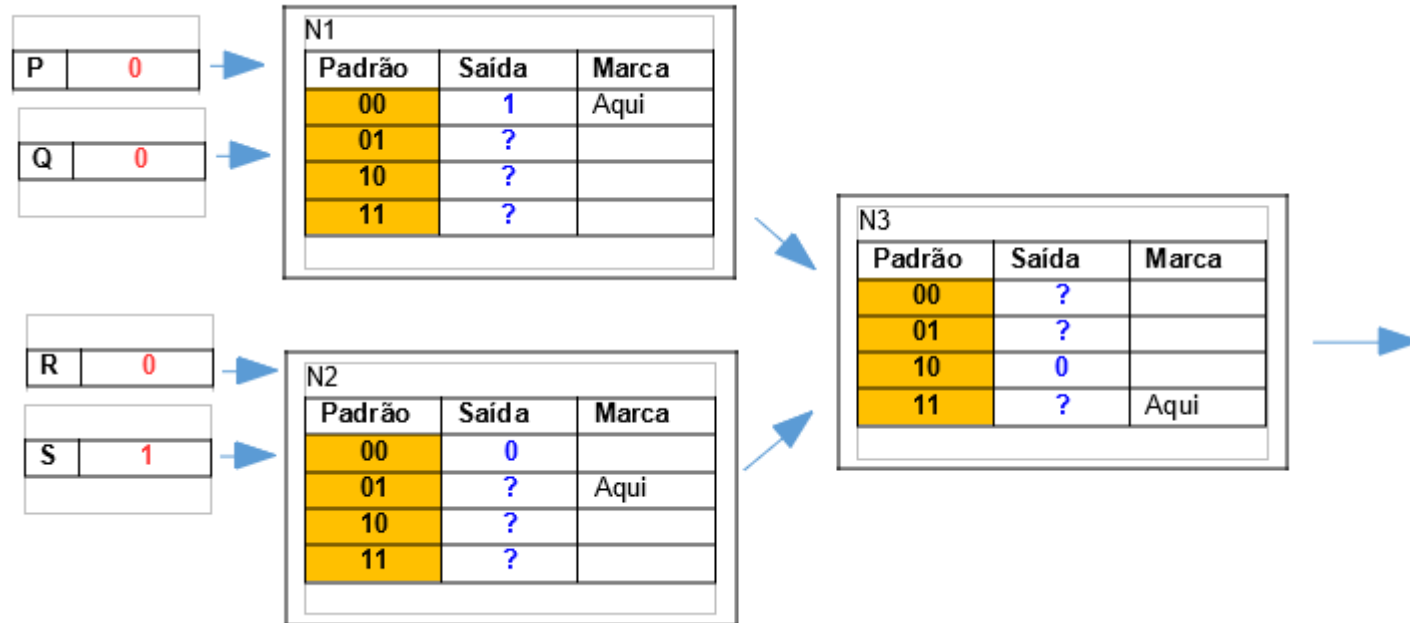 P 0
Q 0
N1
Padrão Saída Marca
00 1 Aqui
01 ?
10 ?
11 ?
R 0
S 1
N2
Padrão Saída Marca
00 0
01 ? Aqui
10 ?
11 ?
N3
Padrão Saída Marca
00 ?
01 ?
10 0
11 ? Aqui